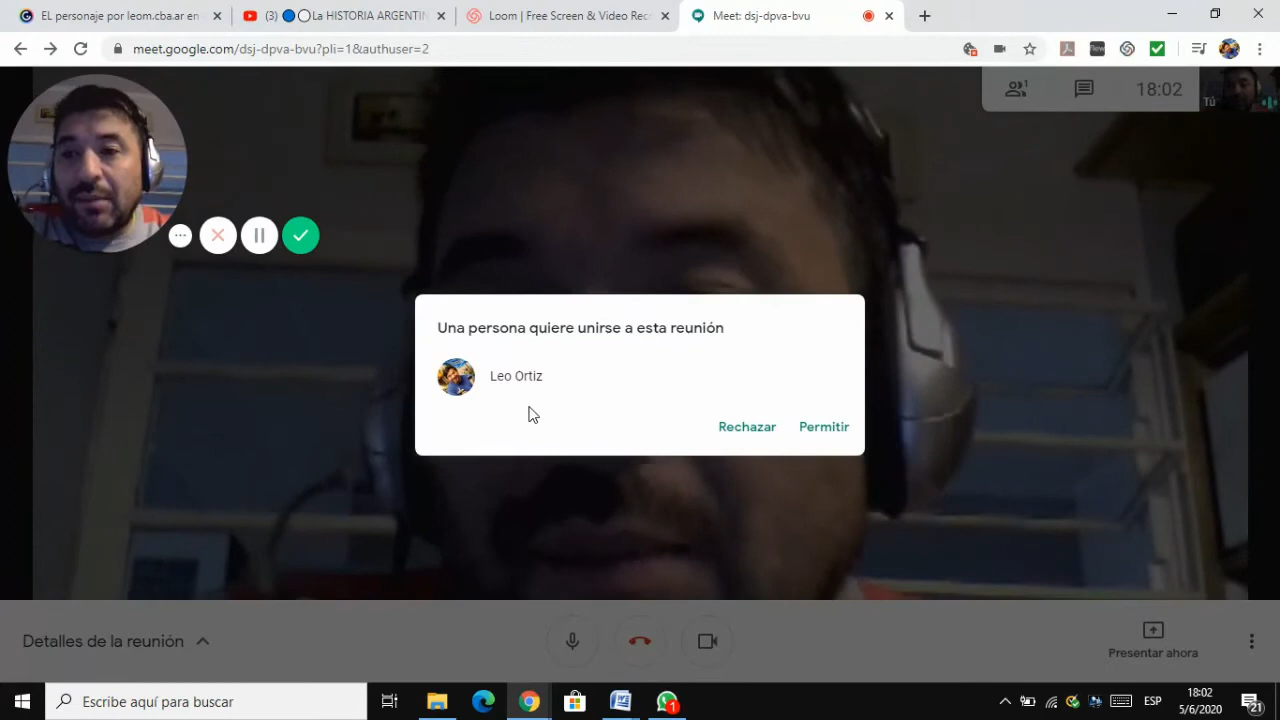 EL personaje por leom.cba.ar en
(3) La HISTORIA ARGENTIN
Loom | Free Screen & Video Rec
Meet: dsj-dpva-bvu
meet.google.com/dsj-dpva-bvu?pli=1&authuser=2
New
1
18:02
Tú
Una persona quiere unirse a esta reunión
Leo Ortiz
Rechazar
Permitir
Detalles de la reunión
Presentar ahora
Escribe aquí para buscar
1
ESP
18:02
5/6/2020
21